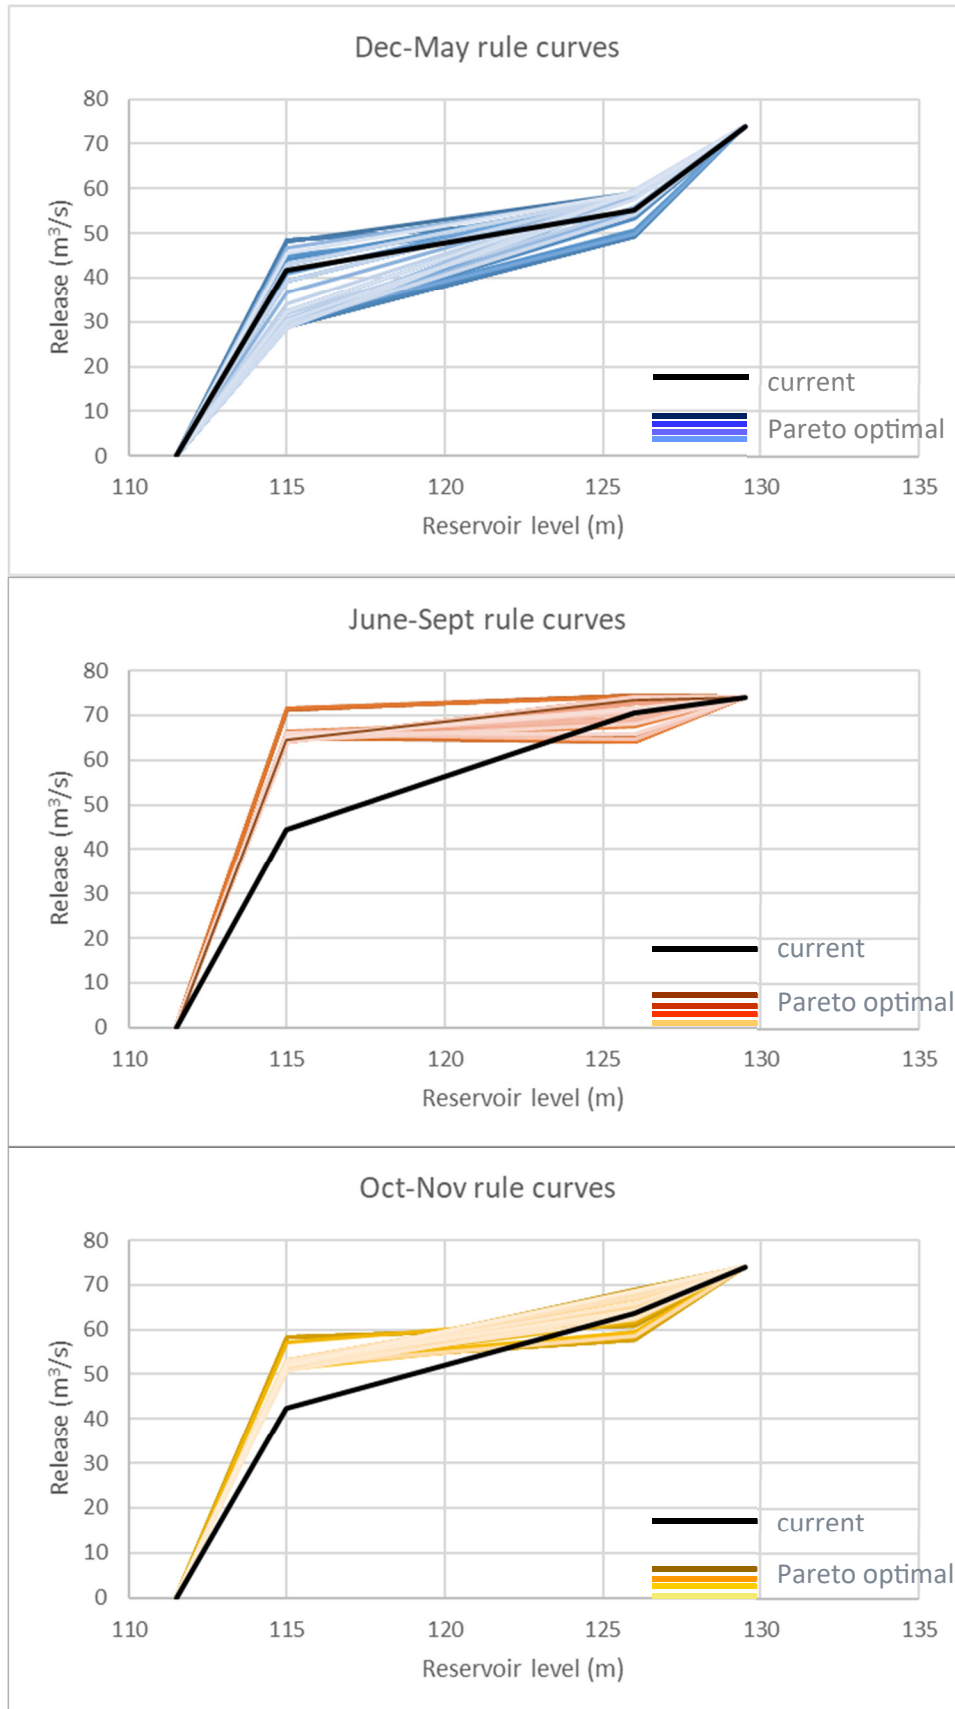 Dec-May rule curves
80
70
60
50
40
30
20
10
0
Release (m³/s)
current
Pareto optimal
110 115 120 125 130 135
Reservoir level (m)
June-Sept rule curves
80
70
60
50
40
30
20
10
0
Release (m³/s)
current
Pareto optimal
110 115 120 125 130 135
Reservoir level (m)
Oct-Nov rule curves
80
70
60
50
40
30
20
10
0
Release (m³/s)
current
Pareto optimal
110 115 120 125 130 135
Reservoir level (m)